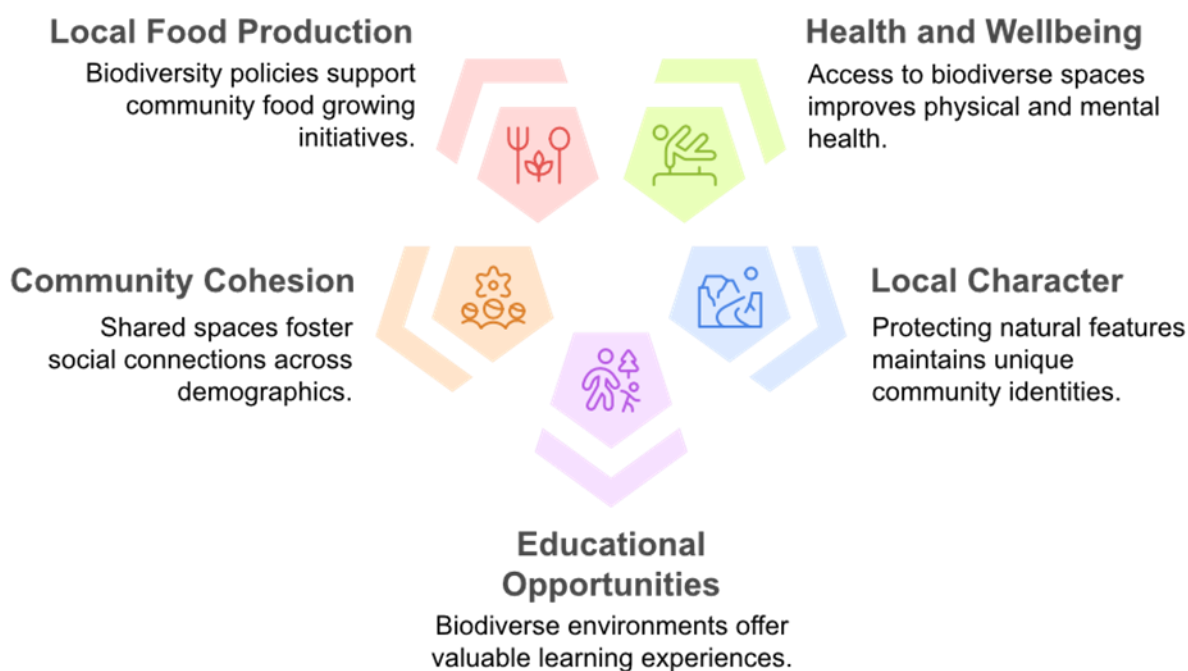 Local Food Production
Biodiversity policies support
community food growing
initiatives.
Health and Wellbeing
Access to biodiverse spaces
improves physical and mental
health.
Community Cohesion
Shared spaces foster
social connections across
demographics.
Local Character
Protecting natural features
maintains unique
community identities.
Educational
Opportunities
Biodiverse environments offer
valuable learning experiences.